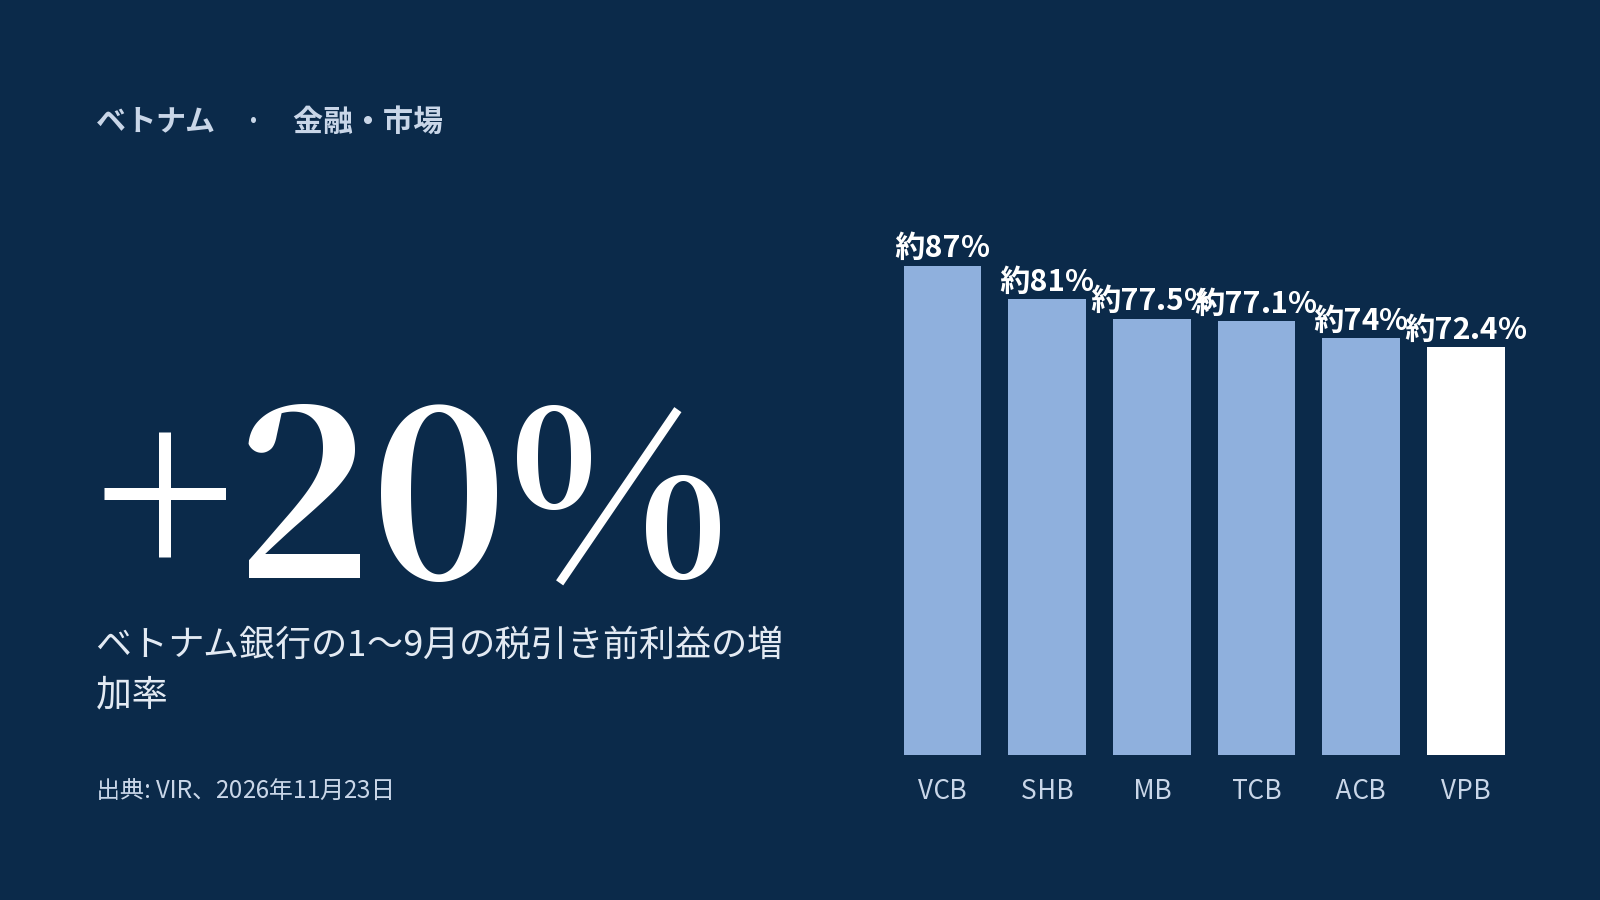 ベトナム ・ 金融・市場
+20%
ベトナム銀行の1～9月の税引き前利益の増
加率
出典: VIR、2026年11月23日
約87%
約81%
約77.5%
約77.1%
約74%
約72.4%
VCB
SHB
MB
TCB
ACB
VPB